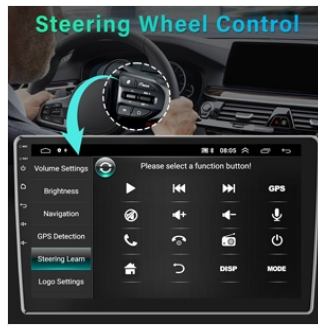 Steering Wheel Control
08:05
Volume Settings
Please select a function button!
Brightness
GPS
Navigation
GPS Detection
Steering Learn
Logo Settings
DISP
MODE